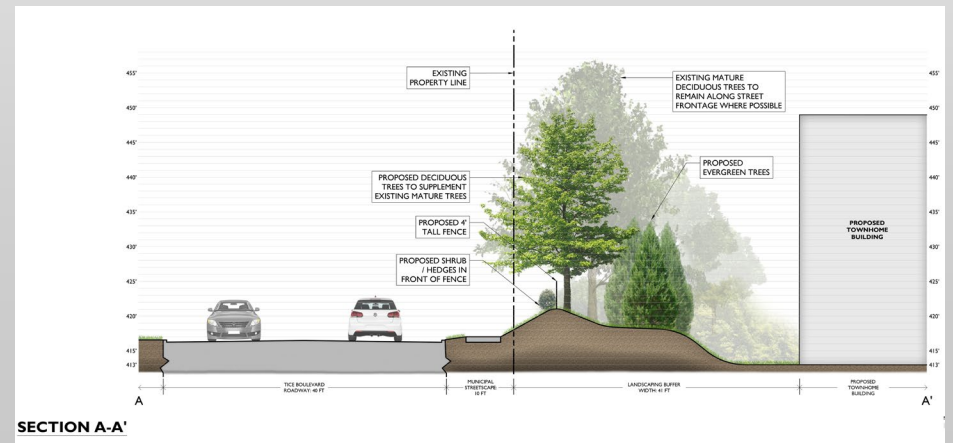 455'
450'
445'
440'
435'
430'
425'
420'
415'
413'
EXISTING
PROPERTY LINE
PROPOSED DECIDUOUS
TREES TO SUPPLEMENT
EXISTING MATURE TREES
PROPOSED 4'
TALL FENCE
PROPOSED SHRUB
/ HEDGES IN
FRONT OF FENCE
EXISTING MATURE
DECIDUOUS TREES TO
REMAIN ALONG STREET
FRONTAGE WHERE POSSIBLE
PROPOSED
EVERGREEN TREES
PROPOSED
TOWNHOME
BUILDING
455'
450'
445'
440'
435'
430'
425'
420'
415'
413'
A
TICE BOULEVARD
ROADWAY: 40 FT
MUNICIPAL
STREETSCAPE
10 FT
LANDSCAPING BUFFER
WIDTH: 41 FT
PROPOSED
TOWNHOME
BUILDING
A'
SECTION A-A'